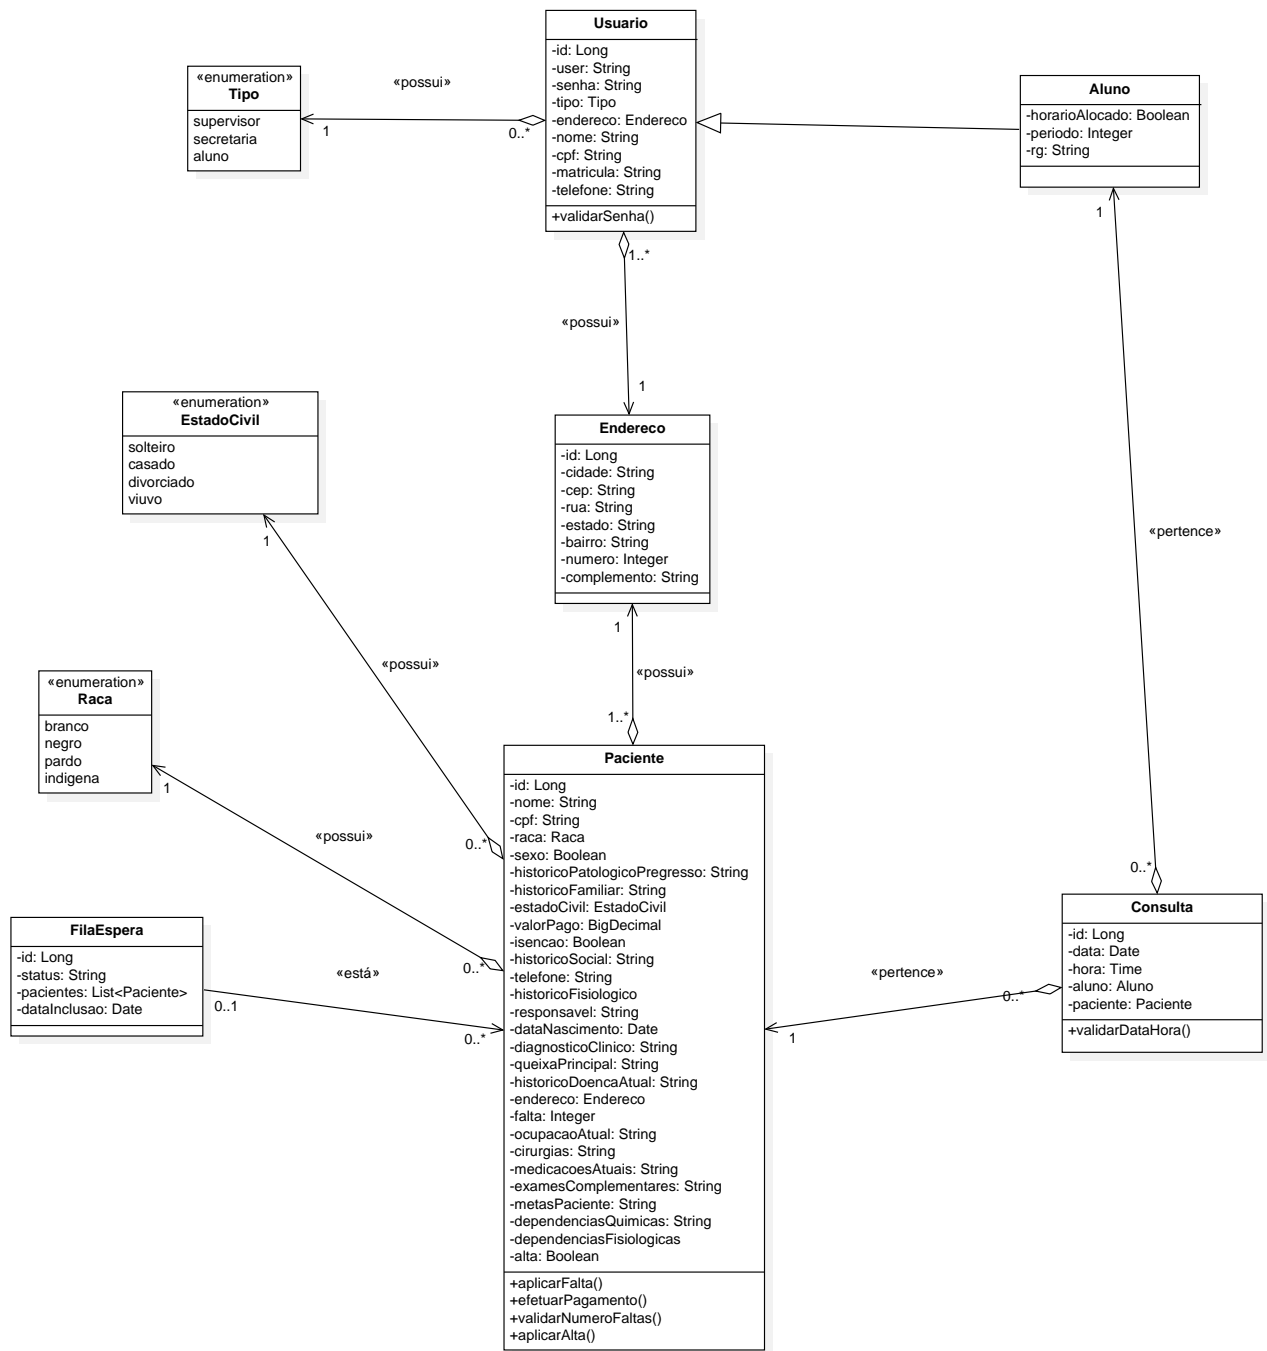 Usuario
-id: Long
-user: String
-senha: String
-tipo: Tipo
-endereco: Endereco
-nome: String
-cpf: String
-matricula: String
-telefone: String
+validarSenha()
«enumeration»
Tipo
supervisor
secretaria
aluno
«possui»
1
0..*
Aluno
-horarioAlocado: Boolean
-periodo: Integer
-rg: String
1
1..*
«possui»
1
«enumeration»
EstadoCivil
solteiro
casado
divorciado
viuvo
1
Endereco
-id: Long
-cidade: String
-cep: String
-rua: String
-estado: String
-bairro: String
-numero: Integer
-complemento: String
«pertence»
1
«possui»
«possui»
1..*
«enumeration»
Raca
branco
negro
pardo
indigena
1
«possui»
0..*
0..*
Paciente
-id: Long
-nome: String
-cpf: String
-raca: Raca
-sexo: Boolean
-historicoPatologicoPregresso: String
-historicoFamiliar: String
-estadoCivil: EstadoCivil
-valorPago: BigDecimal
-isencao: Boolean
-historicoSocial: String
-telefone: String
-historicoFisiologico
-responsavel: String
-dataNascimento: Date
-diagnosticoClinico: String
-queixaPrincipal: String
-historicoDoencaAtual: String
-endereco: Endereco
-falta: Integer
-ocupacaoAtual: String
-cirurgias: String
-medicacoesAtuais: String
-examesComplementares: String
-metasPaciente: String
-dependenciasQuimicas: String
-dependenciasFisiologicas
-alta: Boolean
+aplicarFalta()
+efetuarPagamento()
+validarNumeroFaltas()
+aplicarAlta()
FilaEspera
-id: Long
-status: String
-pacientes: List<Paciente>
-dataInclusao: Date
«está»
0..1
0..*
0..*
Consulta
-id: Long
-data: Date
-hora: Time
-aluno: Aluno
-paciente: Paciente
+validarDataHora()
«pertence»
0..*
1